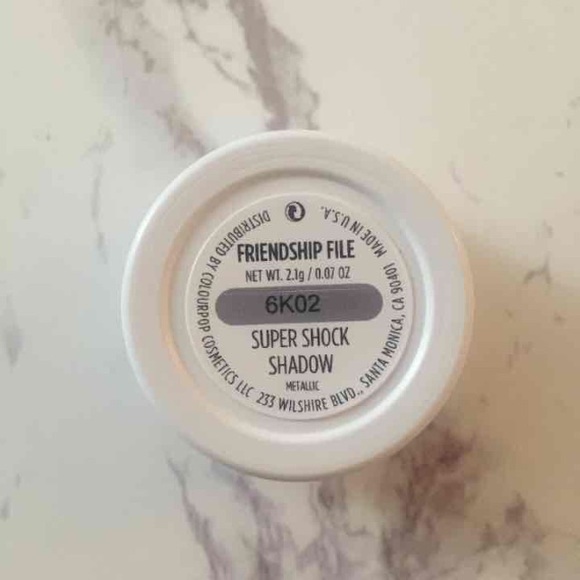 FRIENDSHIP FILE
NET WT. 2.1g / 0.07 OZ
6K02
SUPER SHOCK
SHADOW
METALLIC
DISTRIBUTED BY COLOURPOP COSMETICS LLC 233 WILSHIRE BLVD., SANTA MONICA, CA 90401 MADE IN U.S.A.